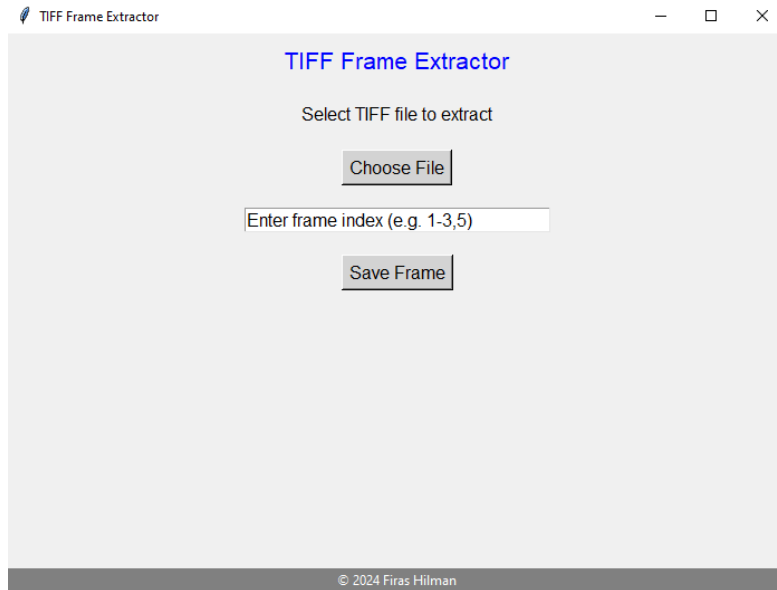 TIFF Frame Extractor
TIFF Frame Extractor
Select TIFF file to extract
Choose File
Enter frame index (e.g. 1-3,5)
Save Frame
© 2024 Firas Hilman